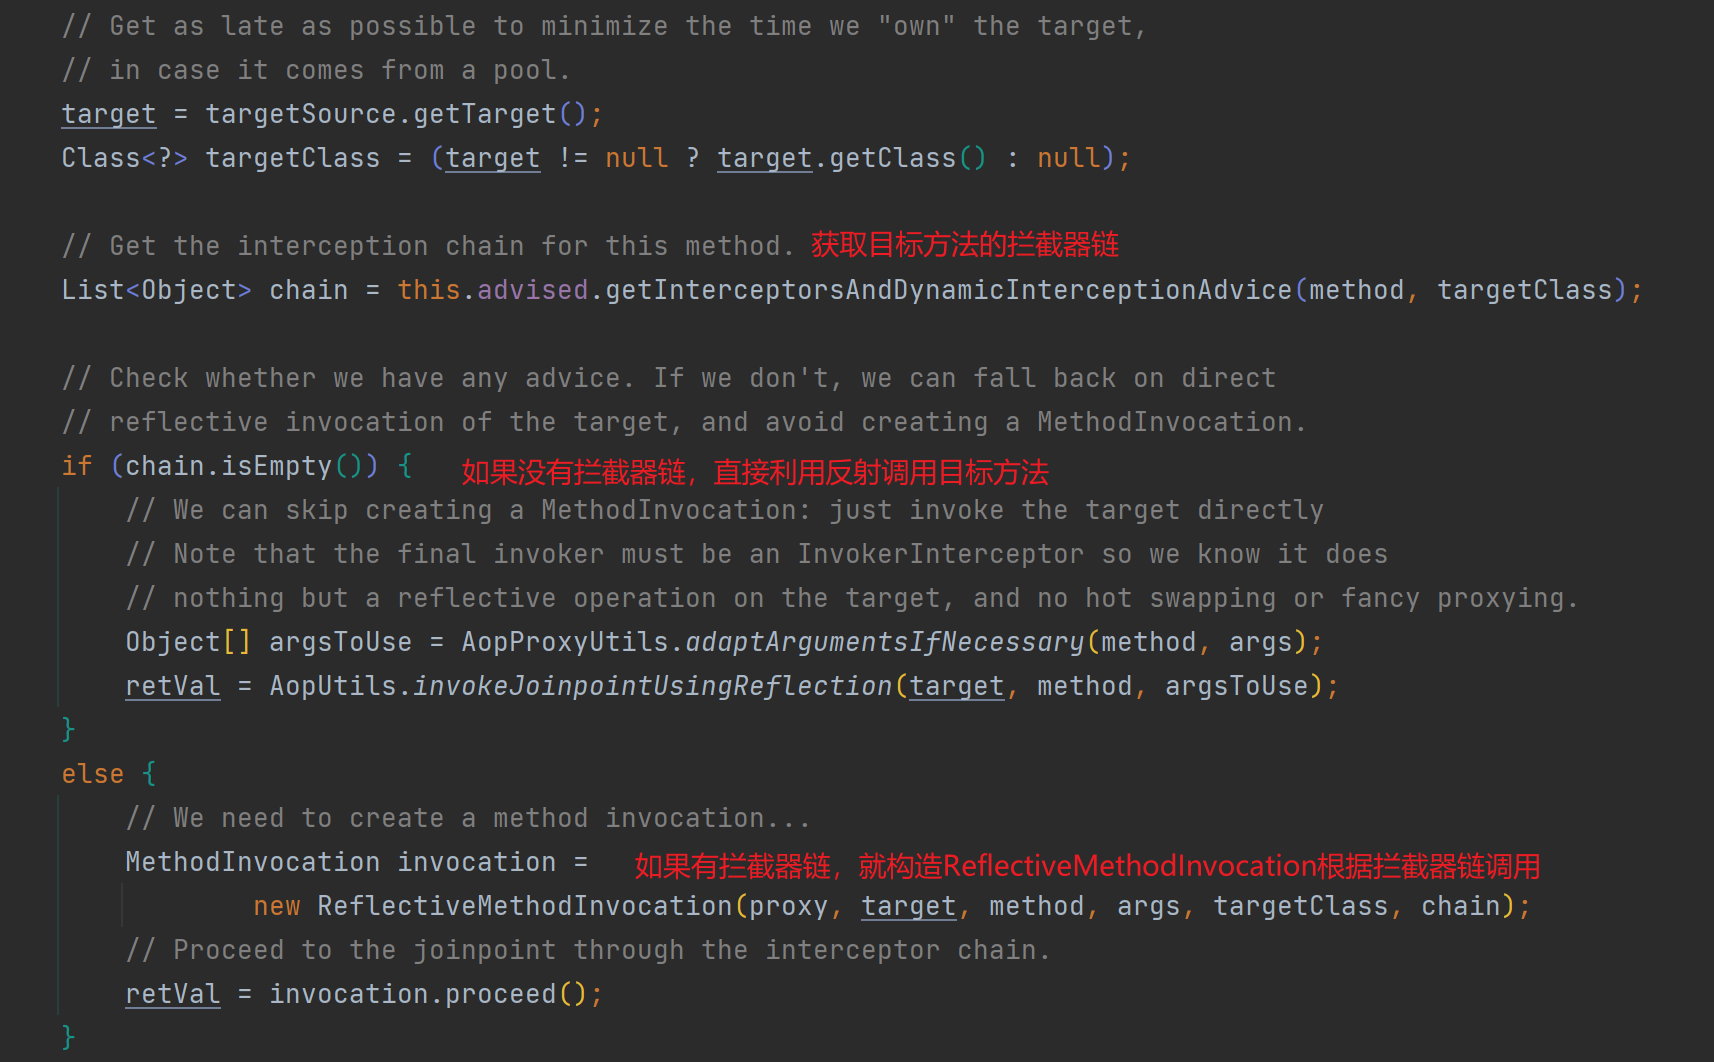 // Get as late as possible to minimize the time we "own" the target,
// in case it comes from a pool.
target = targetSource.getTarget();
Class<?> targetClass = (target != null ? target.getClass() : null);
// Get the interception chain for this method. 获取目标方法的拦截器链
List<Object> chain = this.advised.getInterceptorsAndDynamicInterceptionAdvice(method, targetClass);
// Check whether we have any advice. If we don't, we can fall back on direct
// reflective invocation of the target, and avoid creating a MethodInvocation.
if (chain.isEmpty()) { 如果没有拦截器链，直接利用反射调用目标方法
// We can skip creating a MethodInvocation: just invoke the target directly
// Note that the final invoker must be an InvokerInterceptor so we know it does
// nothing but a reflective operation on the target, and no hot swapping or fancy proxying.
Object[] argsToUse = AopProxyUtils.adaptArgumentsIfNecessary(method, args);
retVal = AopUtils.invokeJoinpointUsingReflection(target, method, argsToUse);
}
else {
// We need to create a method invocation...
MethodInvocation invocation = 如果有拦截器链，就构造ReflectiveMethodInvocation根据拦截器链调用
new ReflectiveMethodInvocation(proxy, target, method, args, targetClass, chain);
// Proceed to the joinpoint through the interceptor chain.
retVal = invocation.proceed();
}